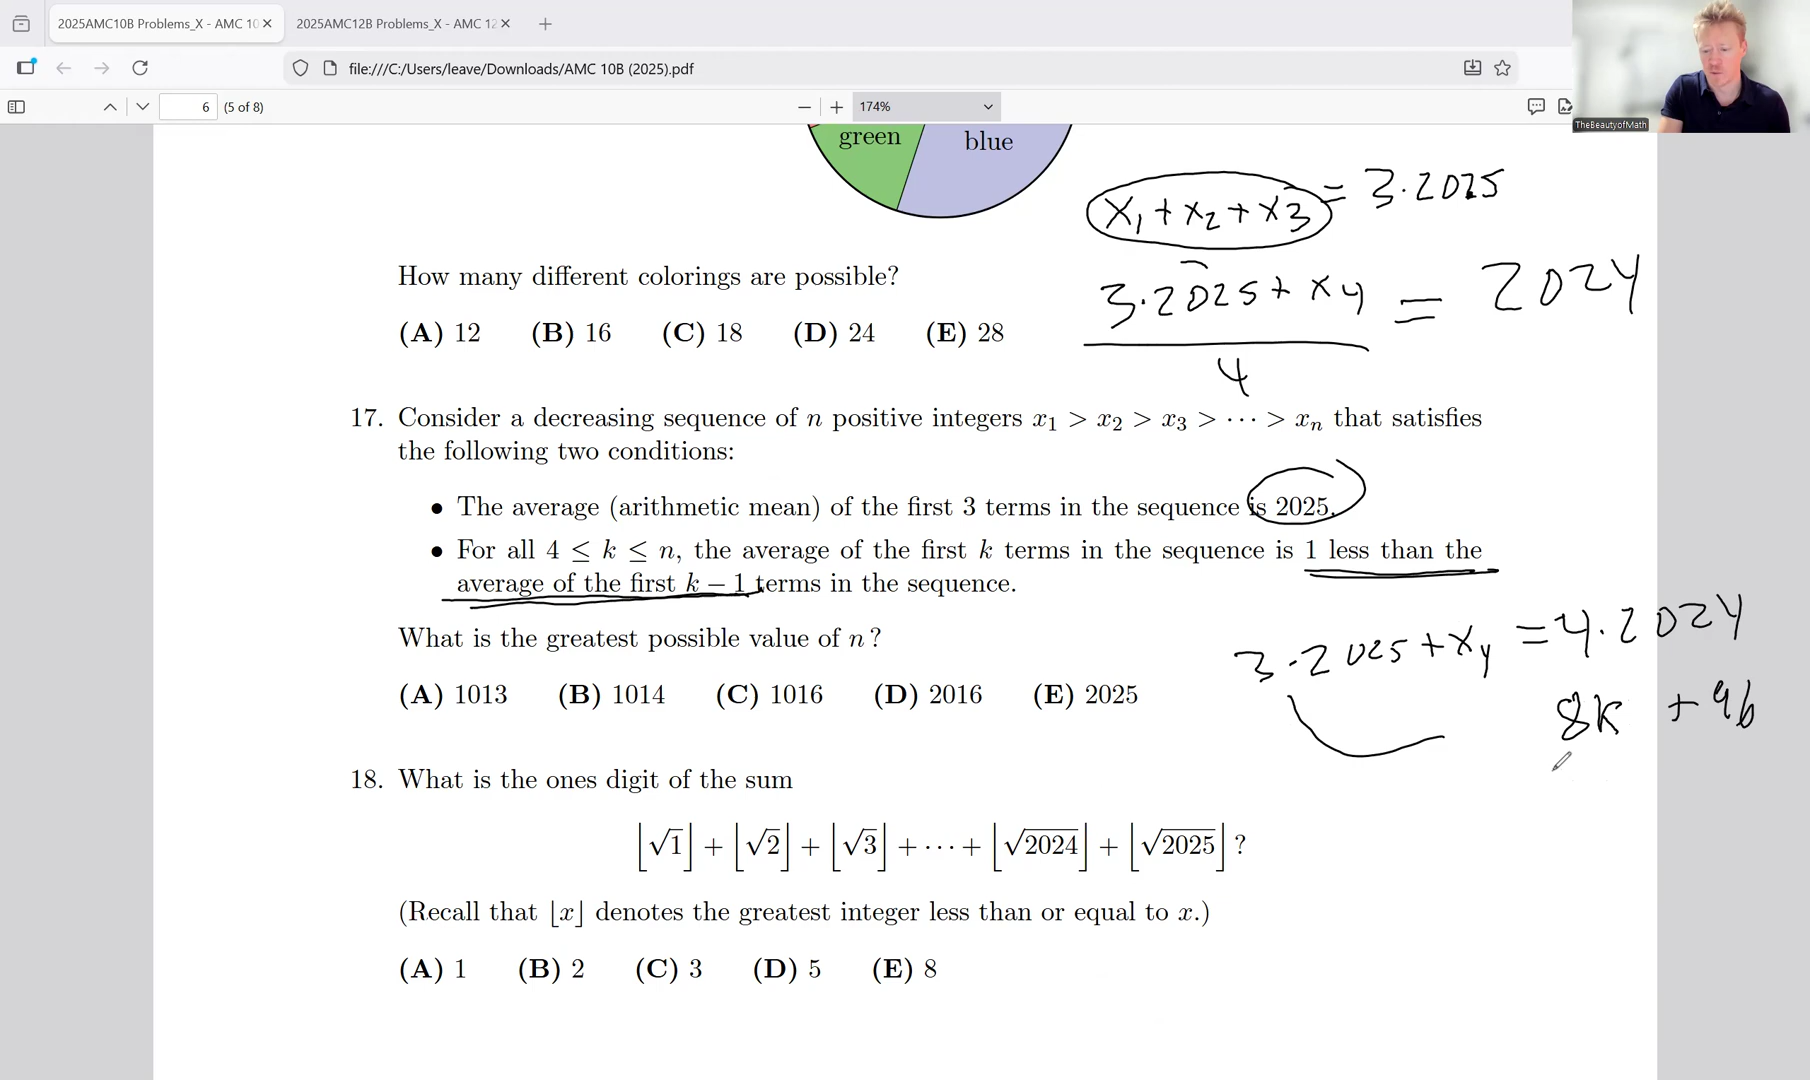 2025AMC10B Problems_X - AMC 10
2025AMC12B Problems_X - AMC 12
file:///C:/Users/leave/Downloads/AMC 10B (2025).pdf
6 (5 of 8)
174%
TheBeautyofMath
green
blue
x₁ + x₂ + x₃ = 3·2025
3·2025 + x₄
= 2024
4
How many different colorings are possible?
(A) 12 (B) 16 (C) 18 (D) 24 (E) 28
17. Consider a decreasing sequence of n positive integers x₁ > x₂ > x₃ > ··· > xₙ that satisfies
the following two conditions:
• The average (arithmetic mean) of the first 3 terms in the sequence is 2025.
• For all 4 ≤ k ≤ n, the average of the first k terms in the sequence is 1 less than the
average of the first k − 1 terms in the sequence.
What is the greatest possible value of n?
3·2025 + x₄ = 4·2024
(A) 1013 (B) 1014 (C) 1016 (D) 2016 (E) 2025
8k + 96
18. What is the ones digit of the sum
⌊√1⌋ + ⌊√2⌋ + ⌊√3⌋ + ··· + ⌊√2024⌋ + ⌊√2025⌋ ?
(Recall that ⌊x⌋ denotes the greatest integer less than or equal to x.)
(A) 1 (B) 2 (C) 3 (D) 5 (E) 8